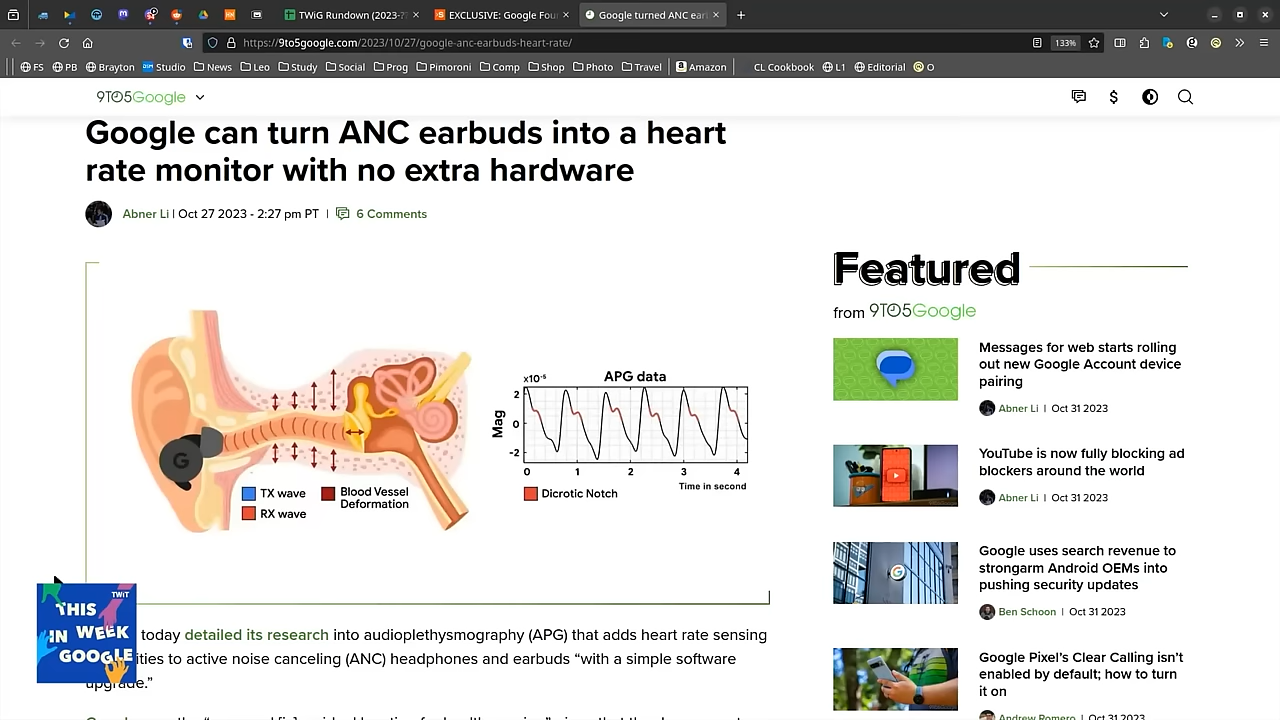 TWiG Rundown (2023-
EXCLUSIVE: Google Fou
Google turned ANC ear
https://9to5google.com/2023/10/27/google-anc-earbuds-heart-rate/
133%
FS PB Brayton Studio News Leo Study Social Prog Pimoroni Comp Shop Photo Travel Amazon CL Cookbook L1 Editorial O
9TO5Google
Google can turn ANC earbuds into a heart
rate monitor with no extra hardware
Abner Li | Oct 27 2023 - 2:27 pm PT | 6 Comments
G
TX wave
RX wave
Blood Vessel
Deformation
APG data
x10⁻⁵
Mag
2
0
-2
0 1 2 3 4
Time in second
Dicrotic Notch
today detailed its research into audioplethysmography (APG) that adds heart rate sensing
ities to active noise canceling (ANC) headphones and earbuds “with a simple software
upgrade.”
TWiT
THIS
IN WEEK
GOOGLE
Featured
from 9TO5Google
Messages for web starts rolling
out new Google Account device
pairing
Abner Li | Oct 31 2023
YouTube is now fully blocking ad
blockers around the world
Abner Li | Oct 31 2023
Google uses search revenue to
strongarm Android OEMs into
pushing security updates
Ben Schoon | Oct 31 2023
Google Pixel’s Clear Calling isn’t
enabled by default; how to turn
it on
Andrew Romero | Oct 31 2023